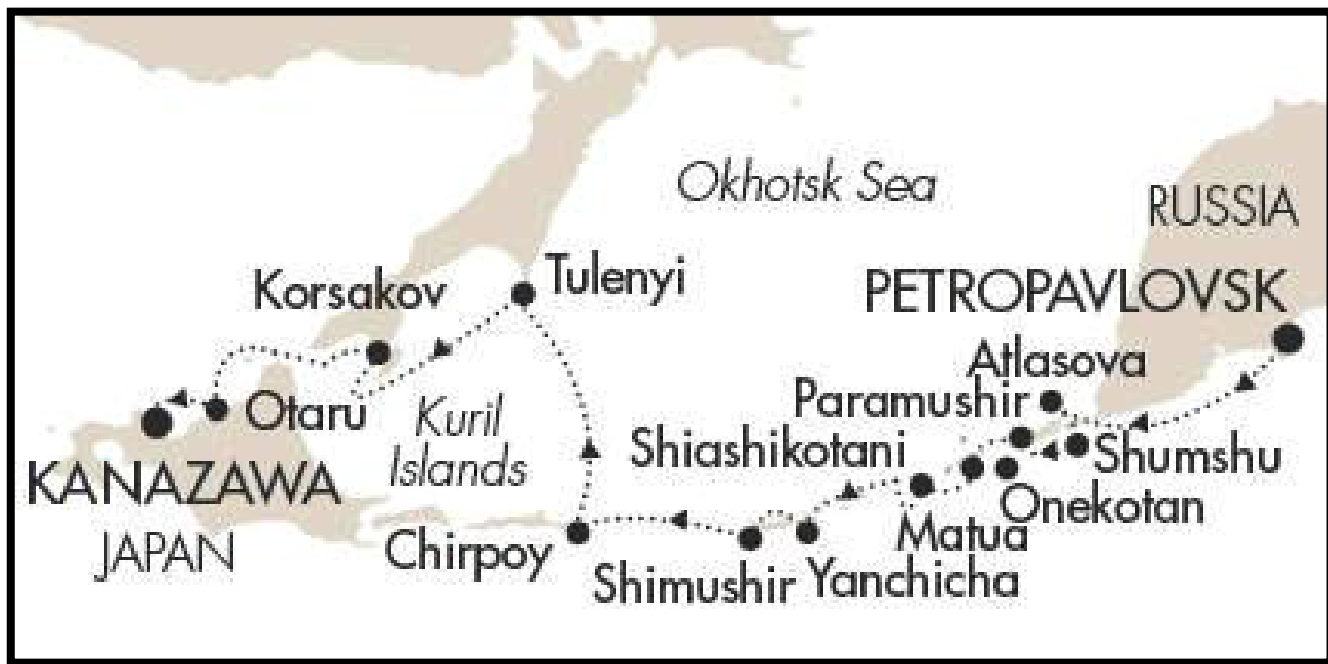 Okhotsk Sea
RUSSIA
Korsakov
Tulenyi
PETROPAVLOVSK
Atlasova
Paramushir
Otaru
Kuril
Islands
Shiashikotani
Shumshu
KANAZAWA
Onekotan
JAPAN
Chirpoy
Matua
Shimushir
Yanchicha